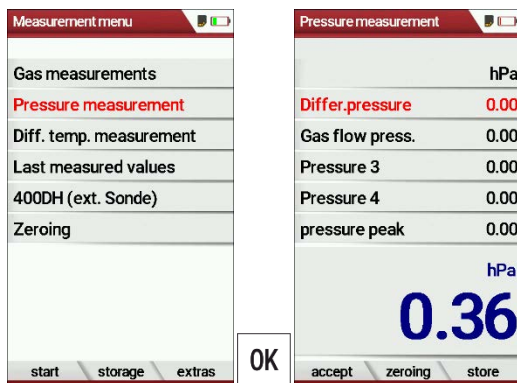 Measurement menu
Gas measurements
Pressure measurement
Diff. temp. measurement
Last measured values
400DH (ext. Sonde)
Zeroing
start storage extras
OK
Pressure measurement
hPa
Differ.pressure 0.00
Gas flow press. 0.00
Pressure 3 0.00
Pressure 4 0.00
pressure peak 0.00
hPa
0.36
accept zeroing store